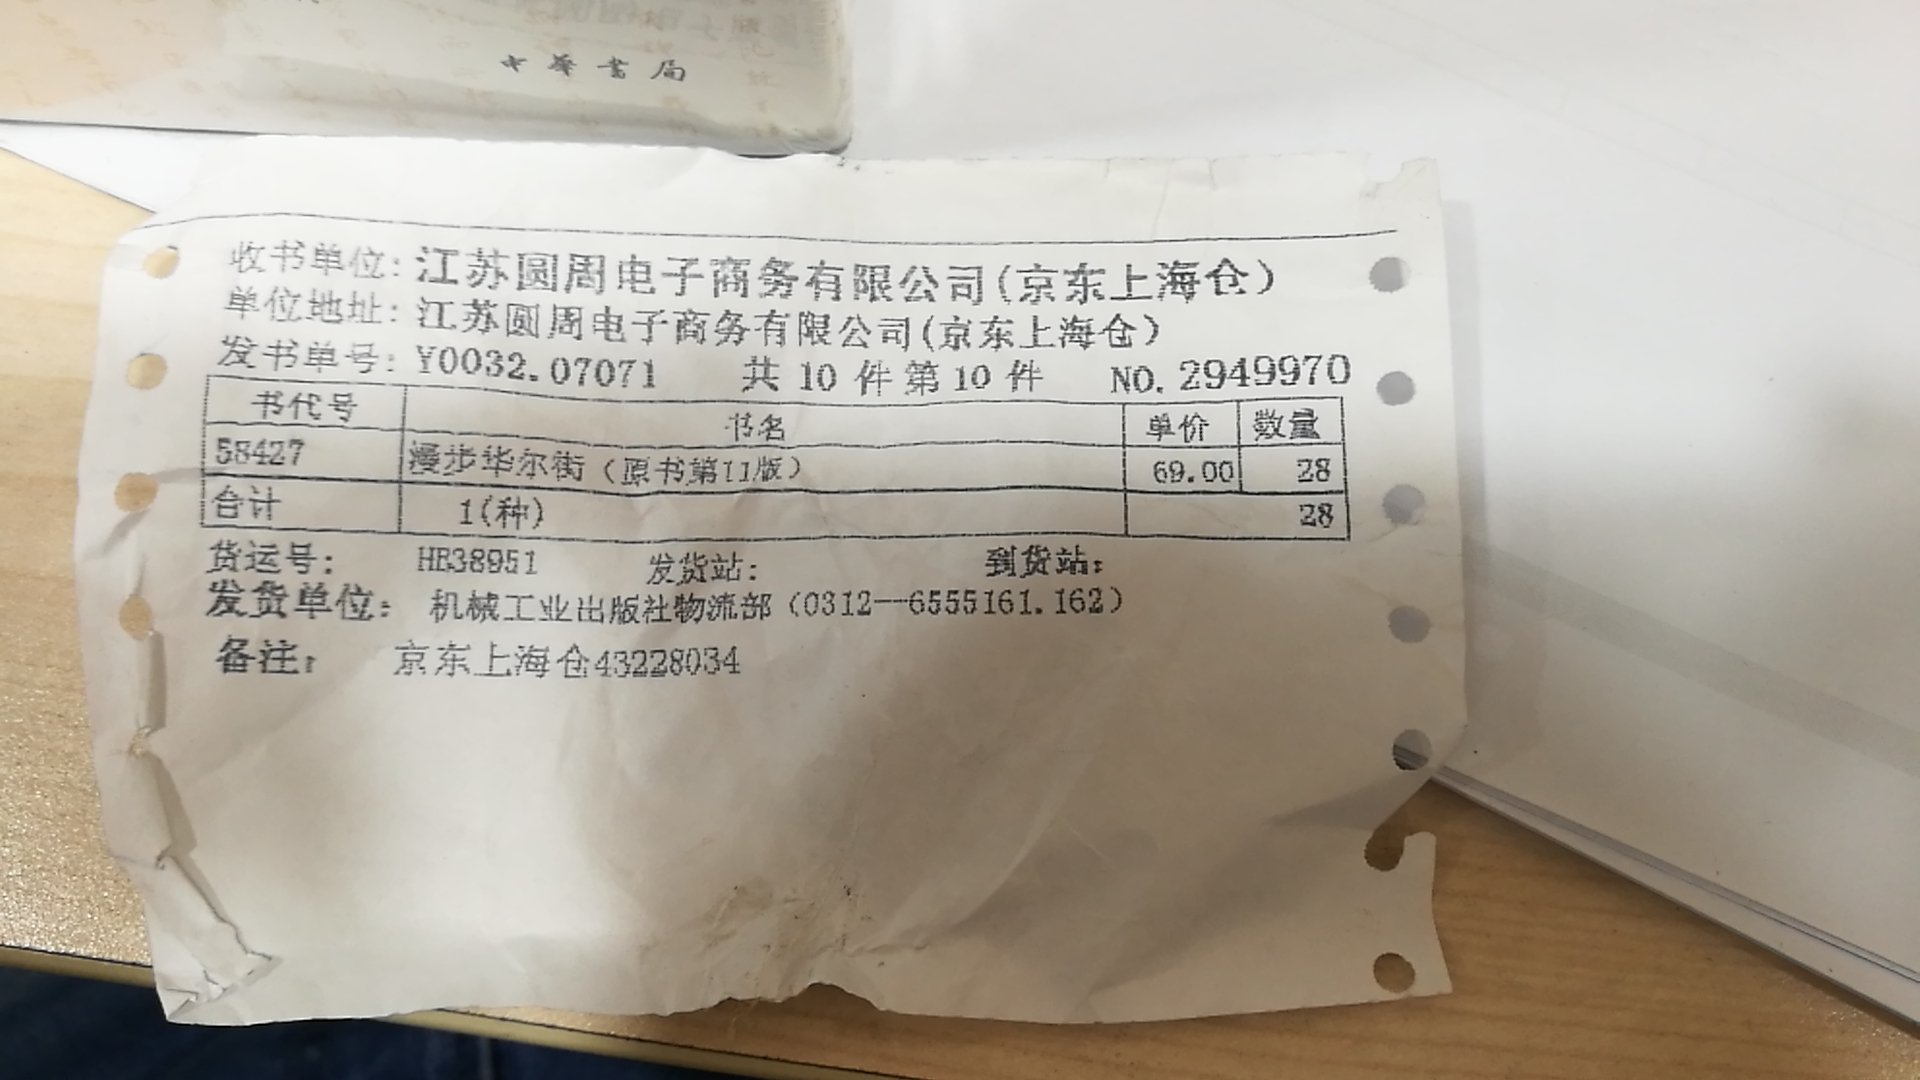 中华书局
收书单位:江苏圆周电子商务有限公司(京东上海仓)
单位地址:江苏圆周电子商务有限公司(京东上海仓)
发书单号:Y0032.07071 共 10 件 第 10 件 NO. 2949970
书代号 书名 单价 数量
58427 漫步华尔街(原书第11版) 69.00 28
合计 1(种) 28
货运号: HB38951 发货站: 到货站:
发货单位: 机械工业出版社物流部(0312--6555161.162)
备注: 京东上海仓43228034